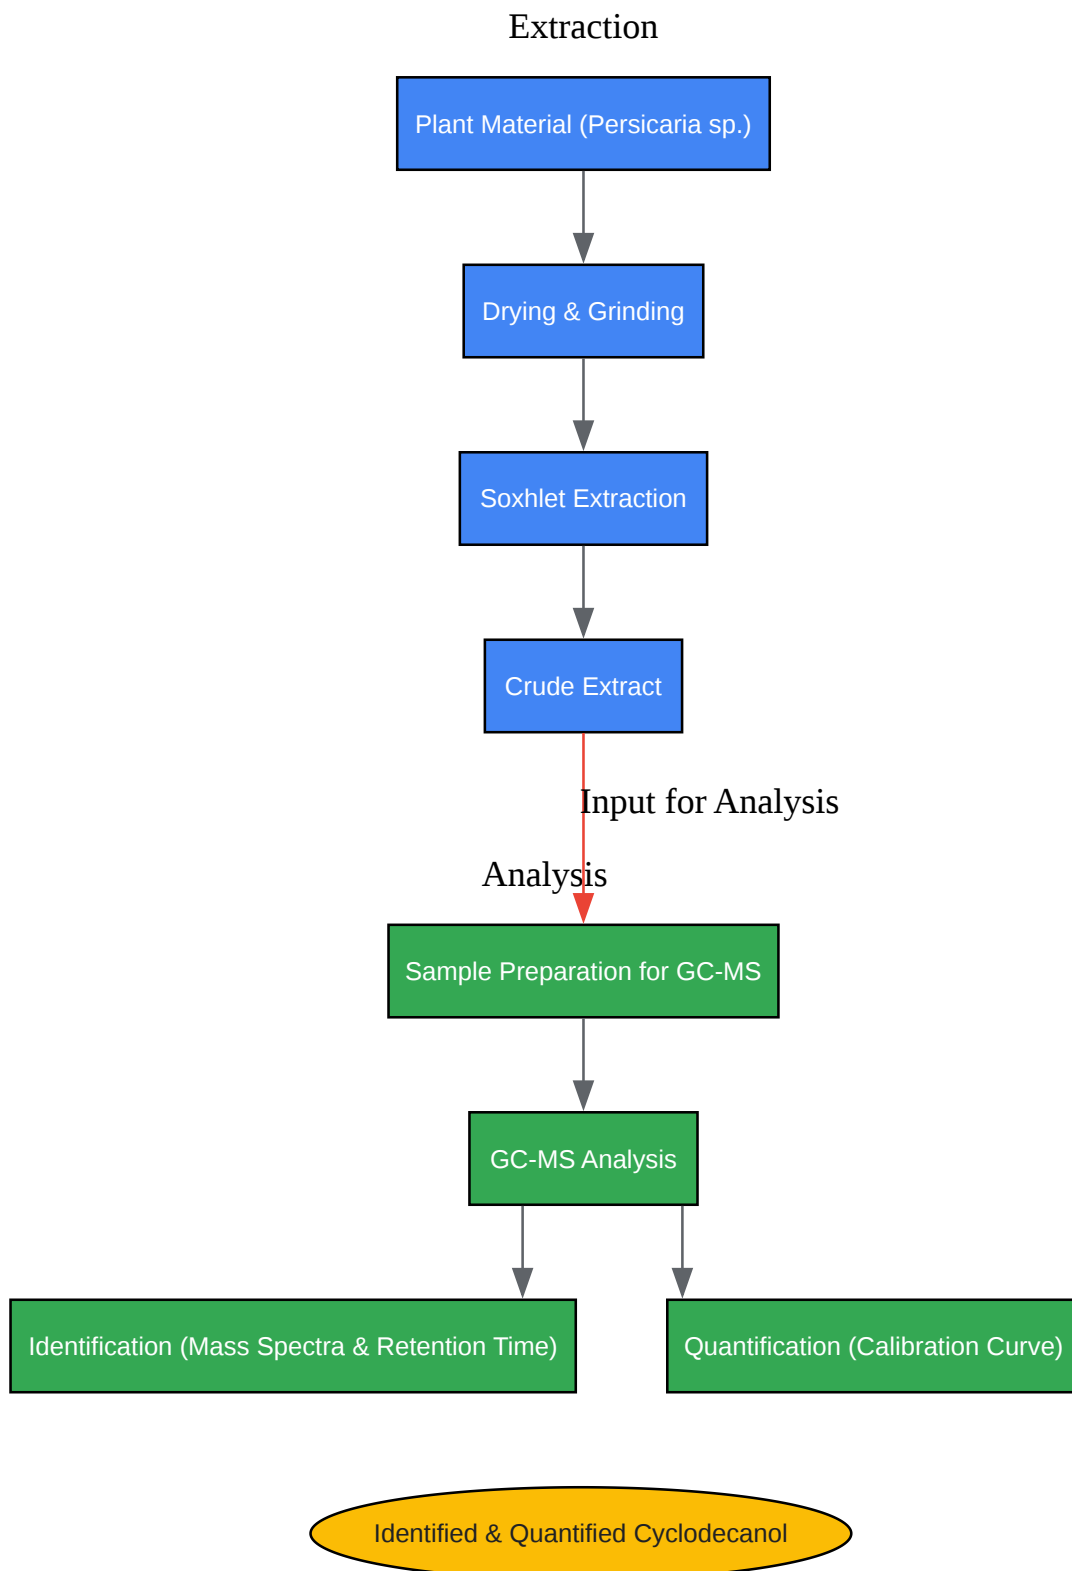 Extraction
Plant Material (Persicaria sp.)
Drying & Grinding
Soxhlet Extraction
Crude Extract
Input for Analysis
Analysis
Sample Preparation for GC-MS
GC-MS Analysis
Identification (Mass Spectra & Retention Time)
Quantification (Calibration Curve)
Identified & Quantified Cyclodecanol